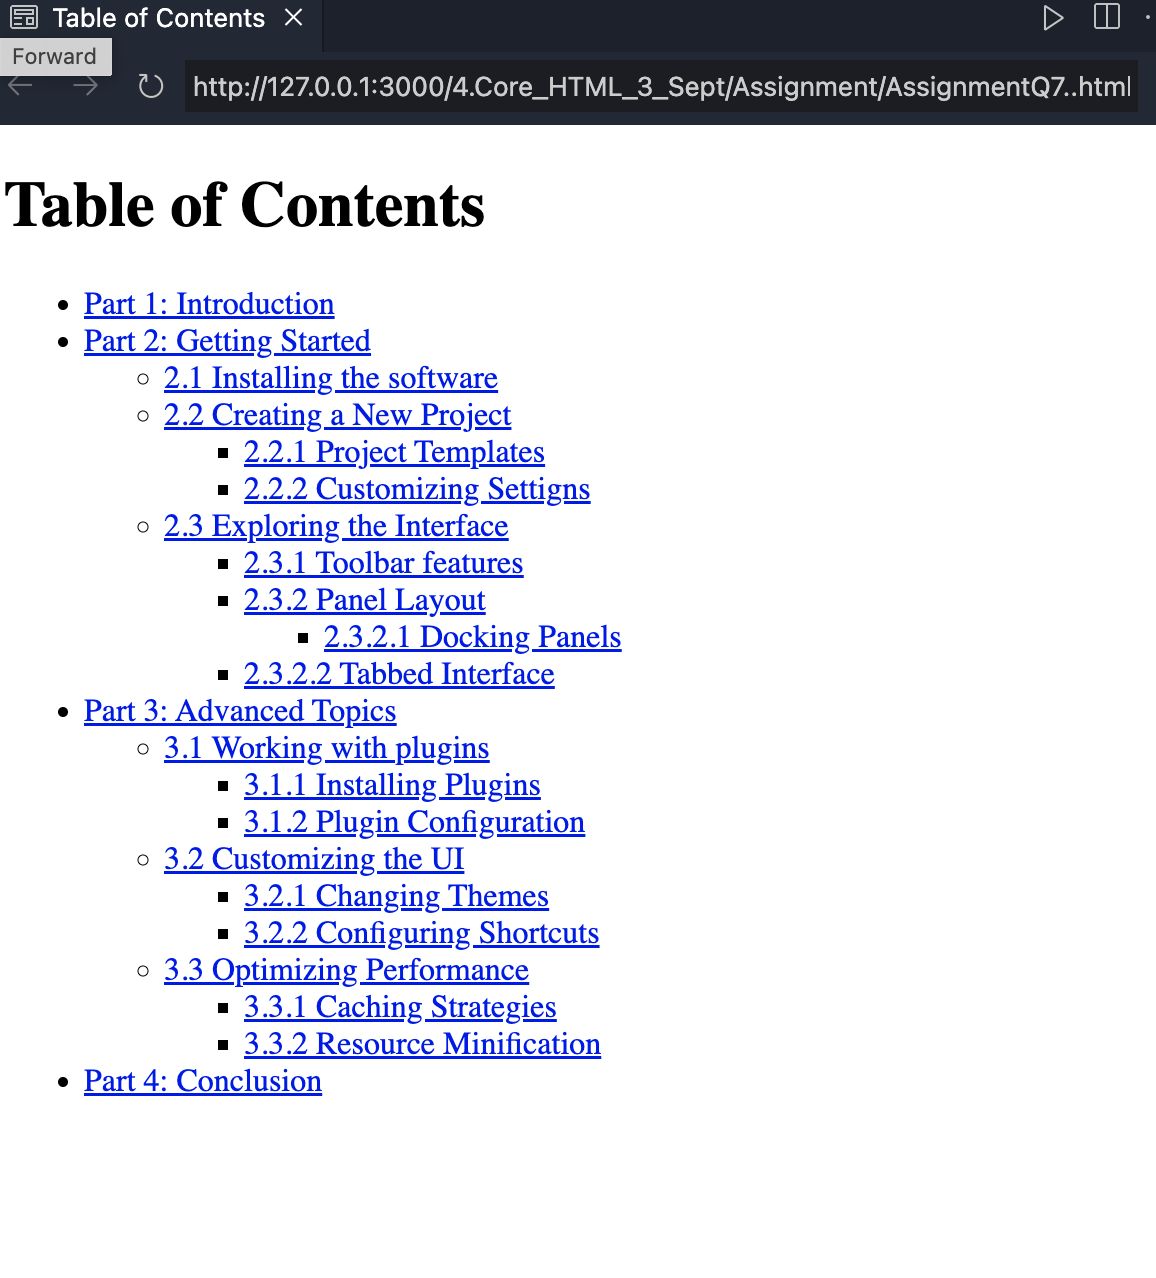 Table of Contents
Forward
http://127.0.0.1:3000/4.Core_HTML_3_Sept/Assignment/AssignmentQ7..html
Table of Contents
Part 1: Introduction
Part 2: Getting Started
2.1 Installing the software
2.2 Creating a New Project
2.2.1 Project Templates
2.2.2 Customizing Settigns
2.3 Exploring the Interface
2.3.1 Toolbar features
2.3.2 Panel Layout
2.3.2.1 Docking Panels
2.3.2.2 Tabbed Interface
Part 3: Advanced Topics
3.1 Working with plugins
3.1.1 Installing Plugins
3.1.2 Plugin Configuration
3.2 Customizing the UI
3.2.1 Changing Themes
3.2.2 Configuring Shortcuts
3.3 Optimizing Performance
3.3.1 Caching Strategies
3.3.2 Resource Minification
Part 4: Conclusion